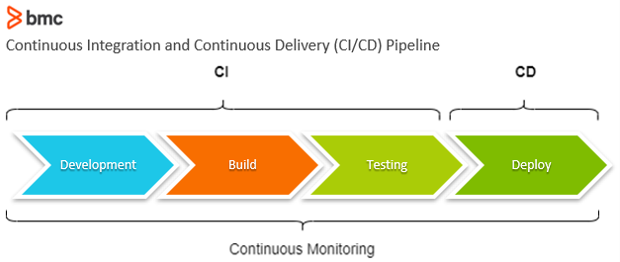 bmc
Continuous Integration and Continuous Delivery (CI/CD) Pipeline
CI CD
Development Build Testing Deploy
Continuous Monitoring